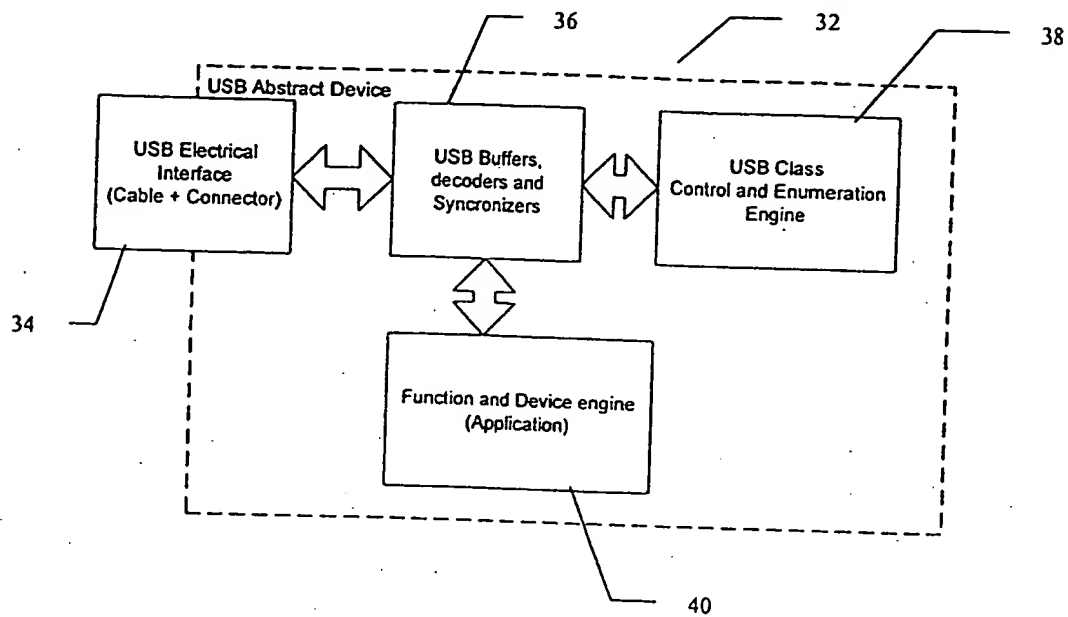 36
32
38
USB Abstract Device
USB Electrical
Interface
(Cable + Connector)
USB Buffers,
decoders and
Syncronizers
USB Class
Control and Enumeration
Engine
34
Function and Device engine
(Application)
40